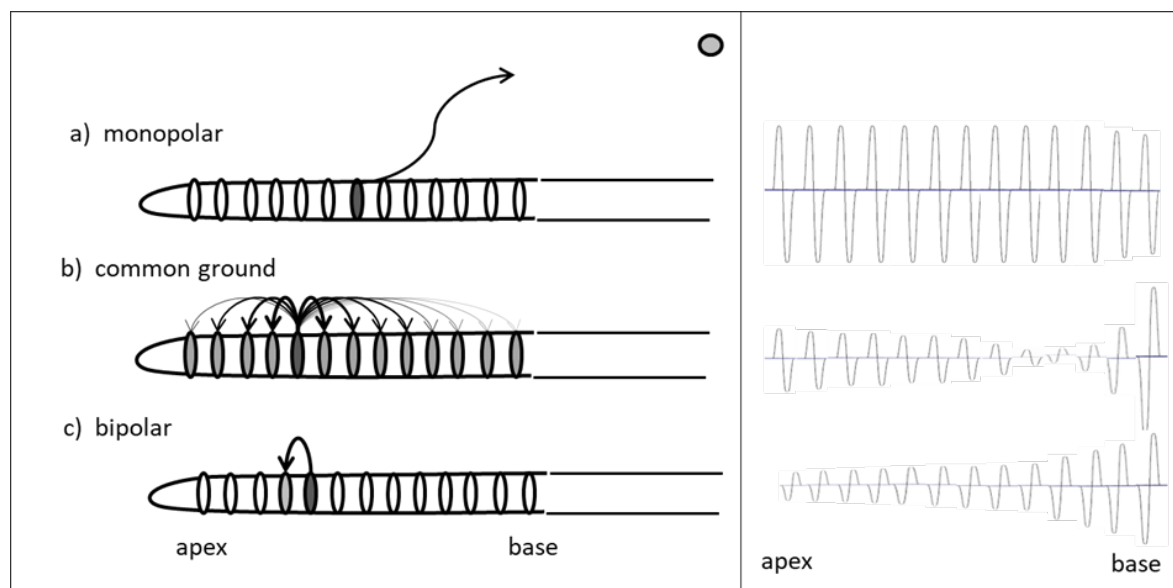 a) monopolar
b) common ground
c) bipolar
apex base
apex base